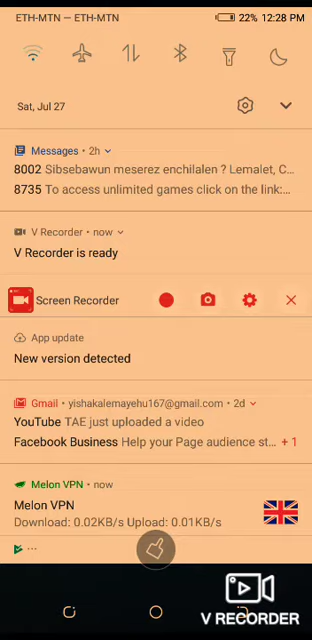 ETH-MTN — ETH-MTN 22% 12:28 PM
Sat, Jul 27
Messages • 2h
8002 Sibsebawun meserez enchilalen ? Lemalet, C...
8735 To access unlimited games click on the link:...
V Recorder • now
V Recorder is ready
Screen Recorder
App update
New version detected
Gmail • yishakalemayehu167@gmail.com • 2d
YouTube TAE just uploaded a video
Facebook Business Help your Page audience st... + 1
Melon VPN • now
Melon VPN
Download: 0.02KB/s Upload: 0.01KB/s
...
V RECORDER